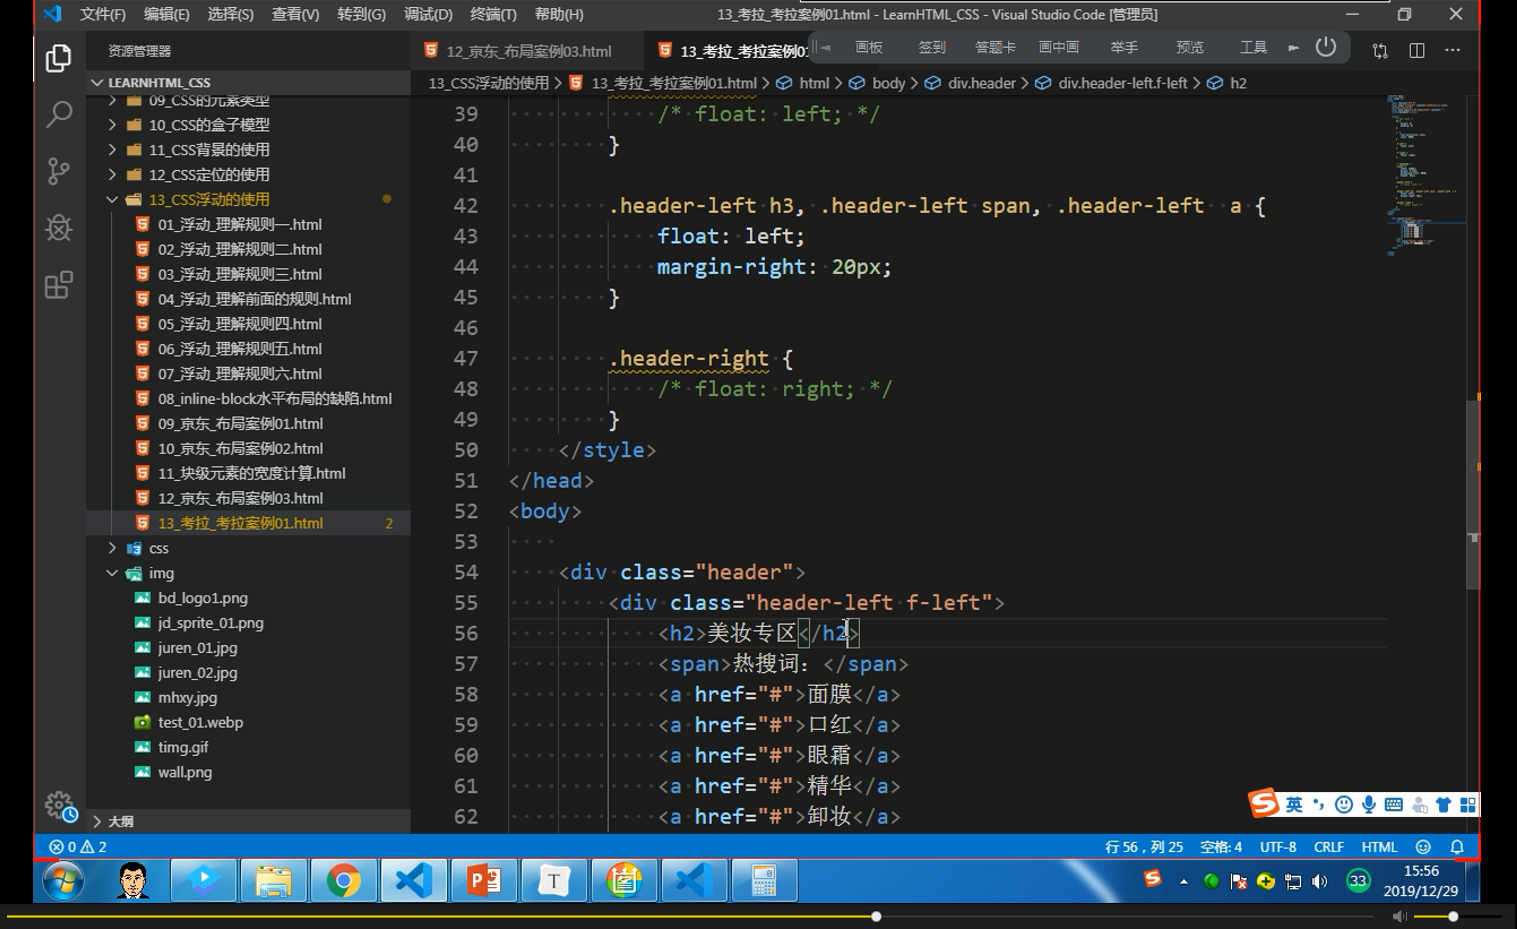 文件(F) 编辑(E) 选择(S) 查看(V) 转到(G) 调试(D) 终端(T) 帮助(H) 13_考拉_考拉案例01.html - LearnHTML_CSS - Visual Studio Code [管理员]
资源管理器
12_京东_布局案例03.html 13_考拉_考拉案例01 画板 签到 答题卡 画中画 举手 预览 工具
LEARNHTML_CSS
13_CSS浮动的使用 > 13_考拉_考拉案例01.html > html > body > div.header > div.header-left.f-left > h2
09_CSS的元素类型
10_CSS的盒子模型
11_CSS背景的使用
12_CSS定位的使用
13_CSS浮动的使用
01_浮动_理解规则一.html
02_浮动_理解规则二.html
03_浮动_理解规则三.html
04_浮动_理解前面的规则.html
05_浮动_理解规则四.html
06_浮动_理解规则五.html
07_浮动_理解规则六.html
08_inline-block水平布局的缺陷.html
09_京东_布局案例01.html
10_京东_布局案例02.html
11_块级元素的宽度计算.html
12_京东_布局案例03.html
13_考拉_考拉案例01.html 2
css
img
bd_logo1.png
jd_sprite_01.png
juren_01.jpg
juren_02.jpg
mhxy.jpg
test_01.webp
timg.gif
wall.png
大纲
39 /* float: left; */
40 }
41
42 .header-left h3, .header-left span, .header-left  a {
43 float: left;
44 margin-right: 20px;
45 }
46
47 .header-right {
48 /* float: right; */
49 }
50 </style>
51 </head>
52 <body>
53
54 <div class="header">
55 <div class="header-left f-left">
56 <h2>美妆专区</h2>
57 <span>热搜词：</span>
58 <a href="#">面膜</a>
59 <a href="#">口红</a>
60 <a href="#">眼霜</a>
61 <a href="#">精华</a>
62 <a href="#">卸妆</a>
英
0 2 行 56，列 25 空格: 4 UTF-8 CRLF HTML
33 15:56
2019/12/29